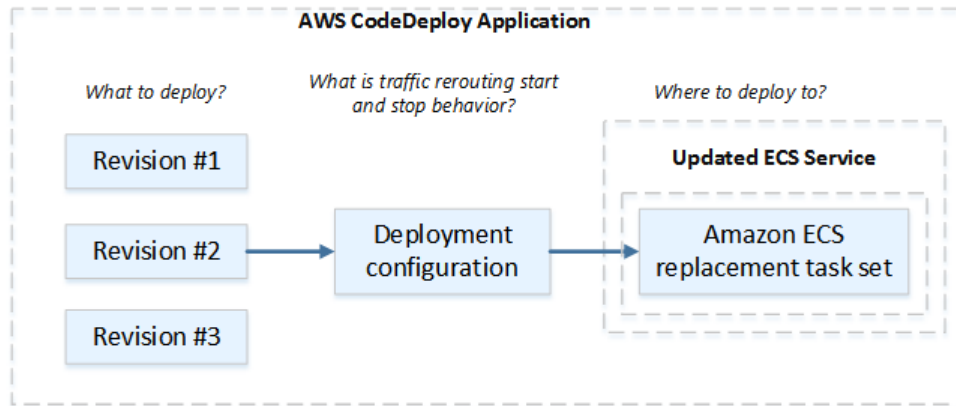 AWS CodeDeploy Application
What to deploy?
What is traffic rerouting start
and stop behavior?
Where to deploy to?
Revision #1
Revision #2
Revision #3
Deployment
configuration
Updated ECS Service
Amazon ECS
replacement task set